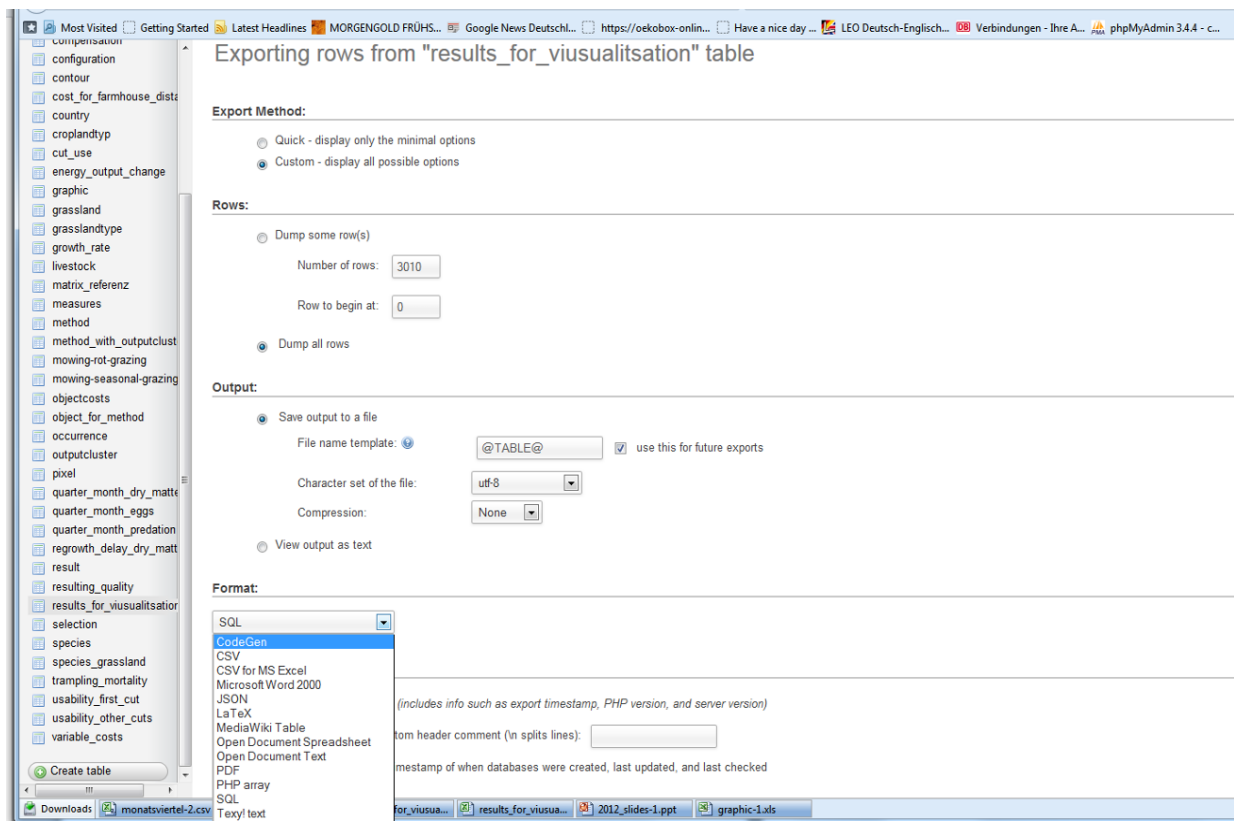 Most Visited Getting Started Latest Headlines MORGENGOLD FRÜHS... Google News Deutschl... https://oekobox-onlin... Have a nice day ... LEO Deutsch-Englisch... Verbindungen - Ihre A... phpMyAdmin 3.4.4 - c...
compensation
configuration
contour
cost_for_farmhouse_dista
country
croplandtyp
cut_use
energy_output_change
graphic
grassland
grasslandtype
growth_rate
livestock
matrix_referenz
measures
method
method_with_outputclust
mowing-rot-grazing
mowing-seasonal-grazing
objectcosts
object_for_method
occurrence
outputcluster
pixel
quarter_month_dry_matte
quarter_month_eggs
quarter_month_predation
regrowth_delay_dry_matt
result
resulting_quality
results_for_viusualitsation
selection
species
species_grassland
trampling_mortality
usability_first_cut
usability_other_cuts
variable_costs
Create table
Exporting rows from "results_for_viusualitsation" table
Export Method:
Quick - display only the minimal options
Custom - display all possible options
Rows:
Dump some row(s)
Number of rows: 3010
Row to begin at: 0
Dump all rows
Output:
Save output to a file
File name template: @TABLE@ use this for future exports
Character set of the file: utf-8
Compression: None
View output as text
Format:
SQL
CodeGen
CSV
CSV for MS Excel
Microsoft Word 2000
JSON
LaTeX
MediaWiki Table
Open Document Spreadsheet
Open Document Text
PDF
PHP array
SQL
Texy! text
(includes info such as export timestamp, PHP version, and server version)
tom header comment (\n splits lines):
mestamp of when databases were created, last updated, and last checked
Downloads monatsviertel-2.csv for_viusua... results_for_viusua... 2012_slides-1.ppt graphic-1.xls